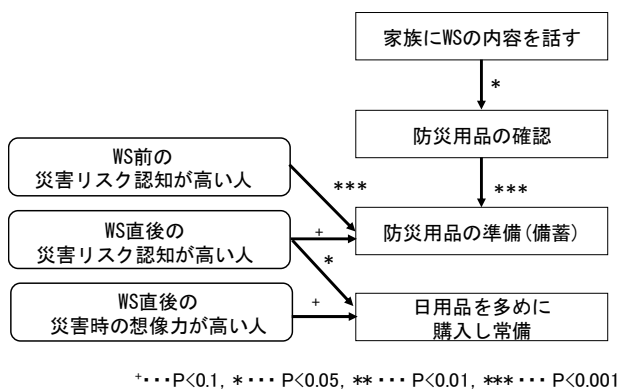 家族にWSの内容を話す
*
防災用品の確認
WS前の
災害リスク認知が高い人
***
***
WS直後の
災害リスク認知が高い人
+
防災用品の準備(備蓄)
*
WS直後の
災害時の想像力が高い人
+
日用品を多めに
購入し常備
+・・・P<0.1, *・・・ P<0.05, **・・・ P<0.01, ***・・・ P<0.001